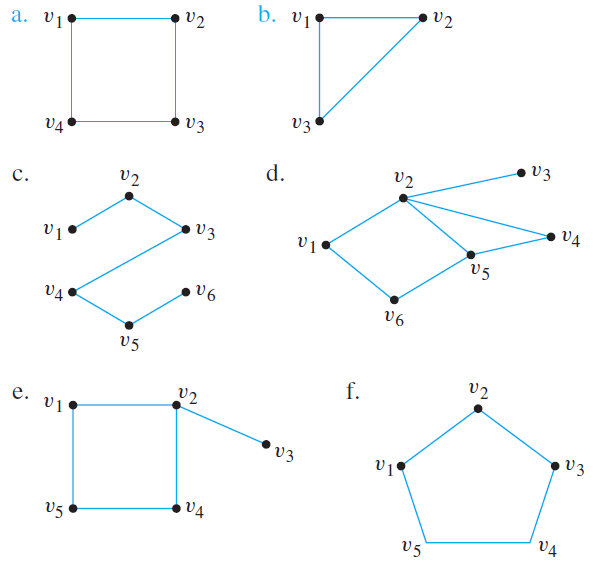 a. v1 v2 b. v1 v2
v4 v3 v3
c. v2 d. v2 v3
v1 v3 v1 v4
v4 v6 v5
v5 v6
e. v1 v2 f. v2
v3 v1 v3
v5 v4 v5 v4